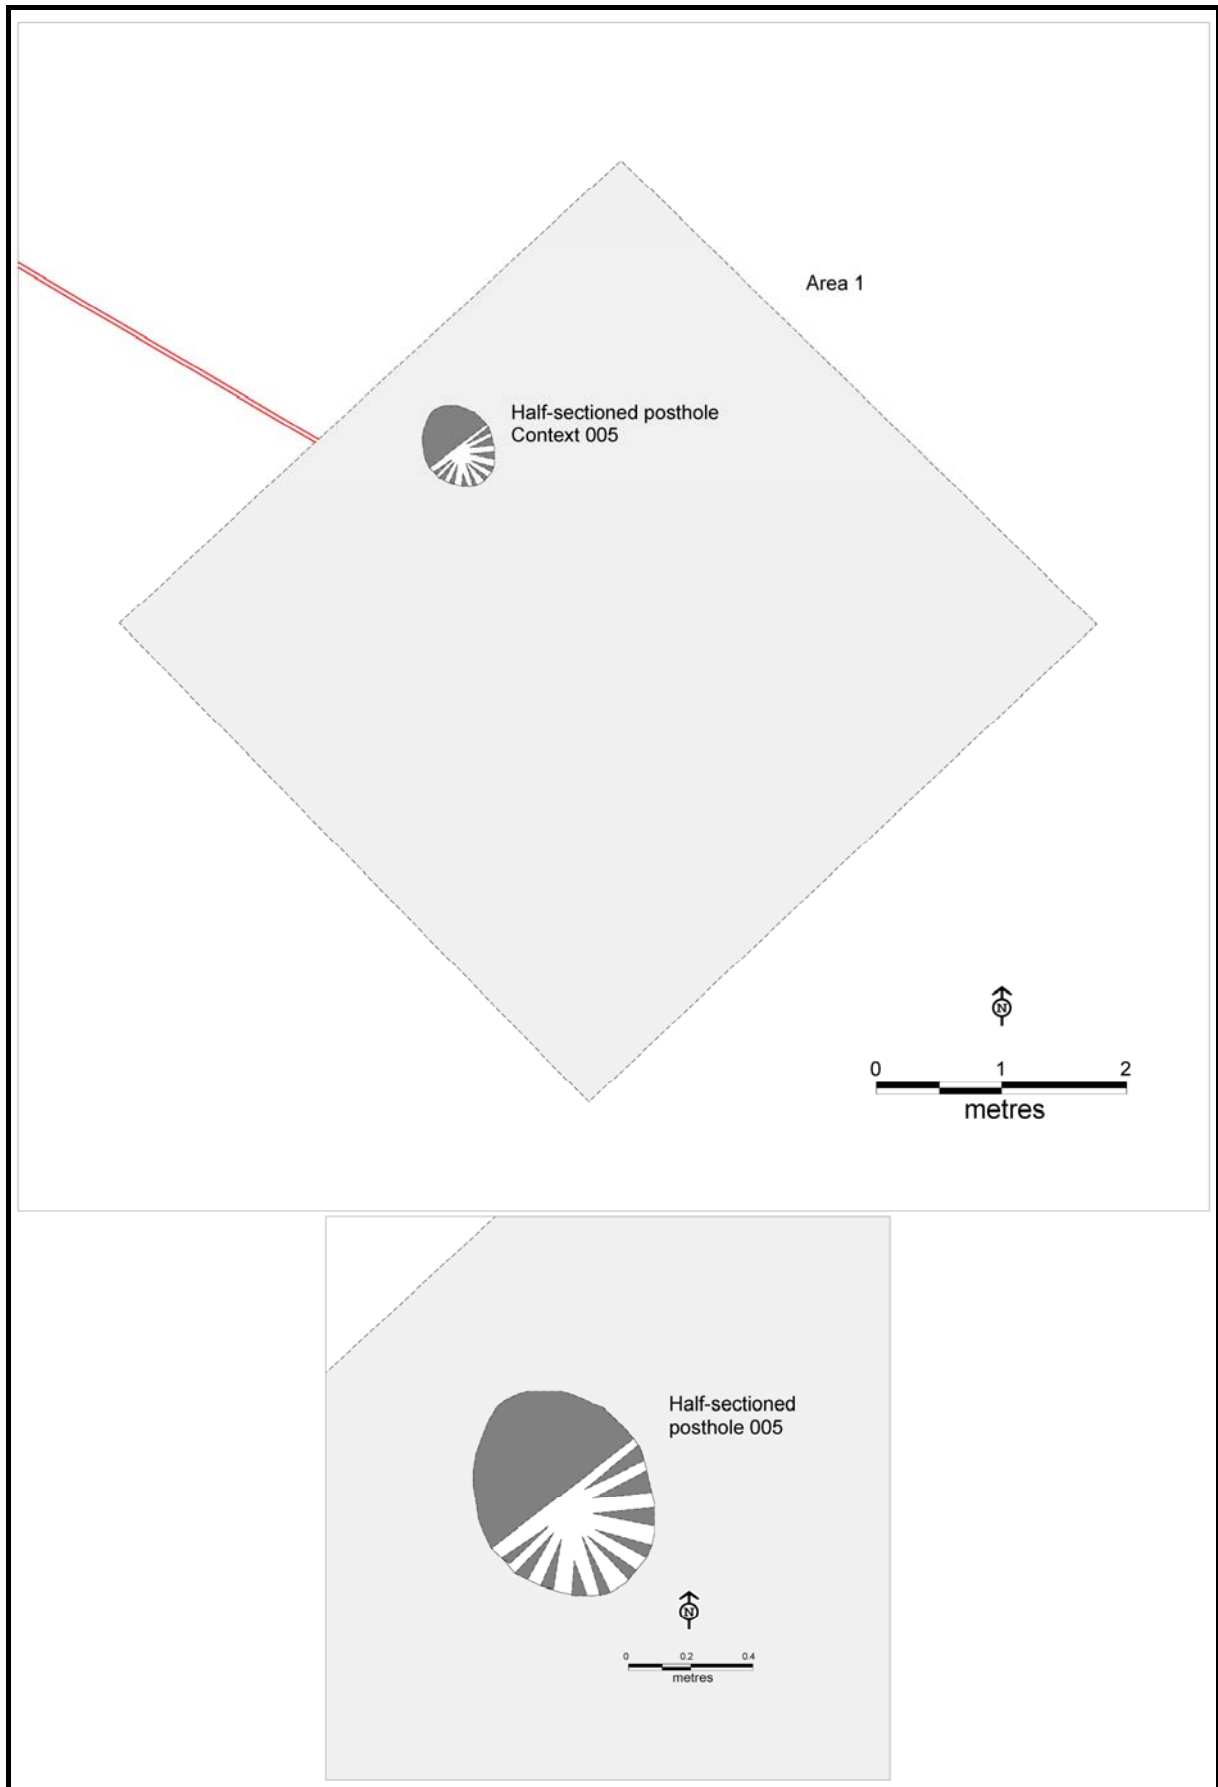 Area 1
Half-sectioned posthole
Context 005
N
0 1 2
metres
Half-sectioned
posthole 005
N
0 0.2 0.4
metres